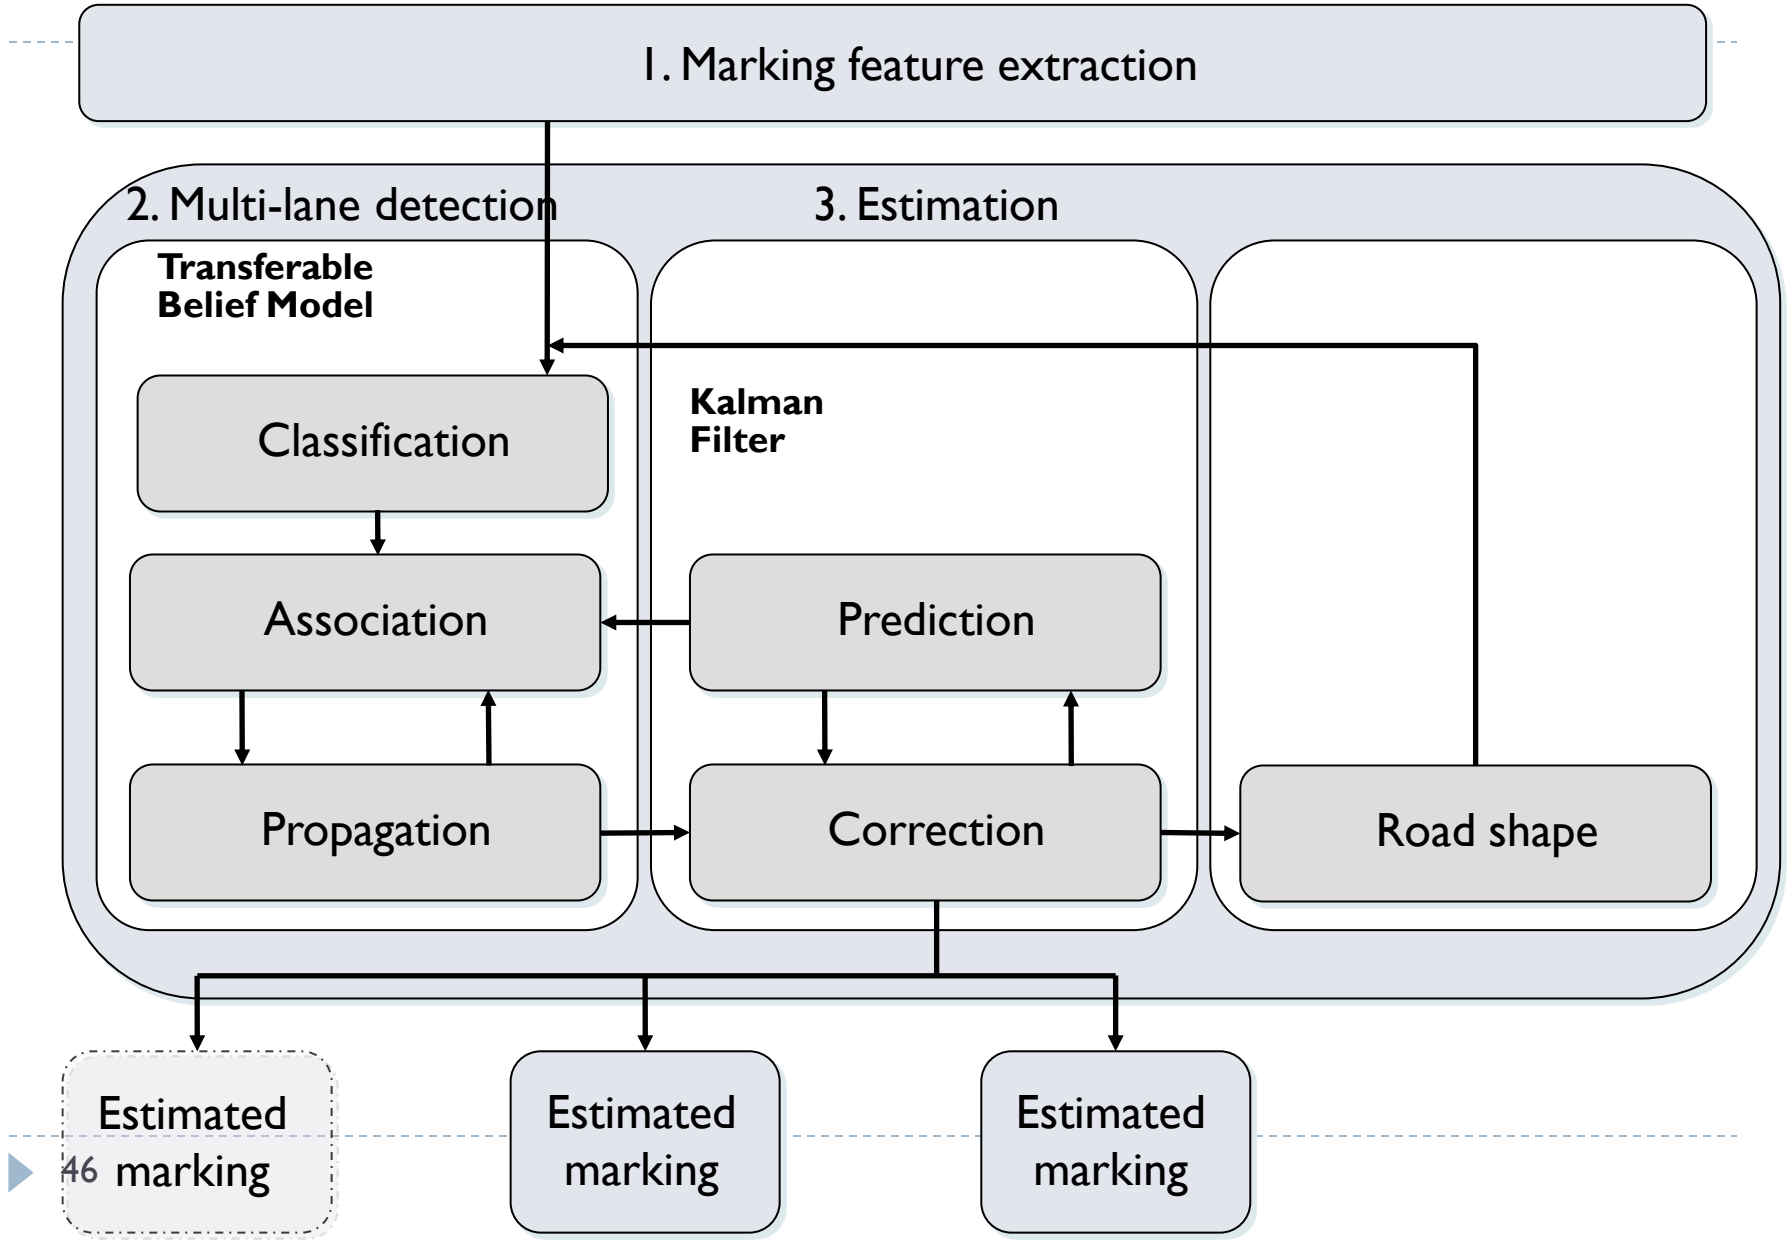 1. Marking feature extraction
2. Multi-lane detection
3. Estimation
Transferable
Belief Model
Kalman
Filter
Classification
Association
Prediction
Propagation
Correction
Road shape
Estimated
marking
Estimated
marking
Estimated
marking
46